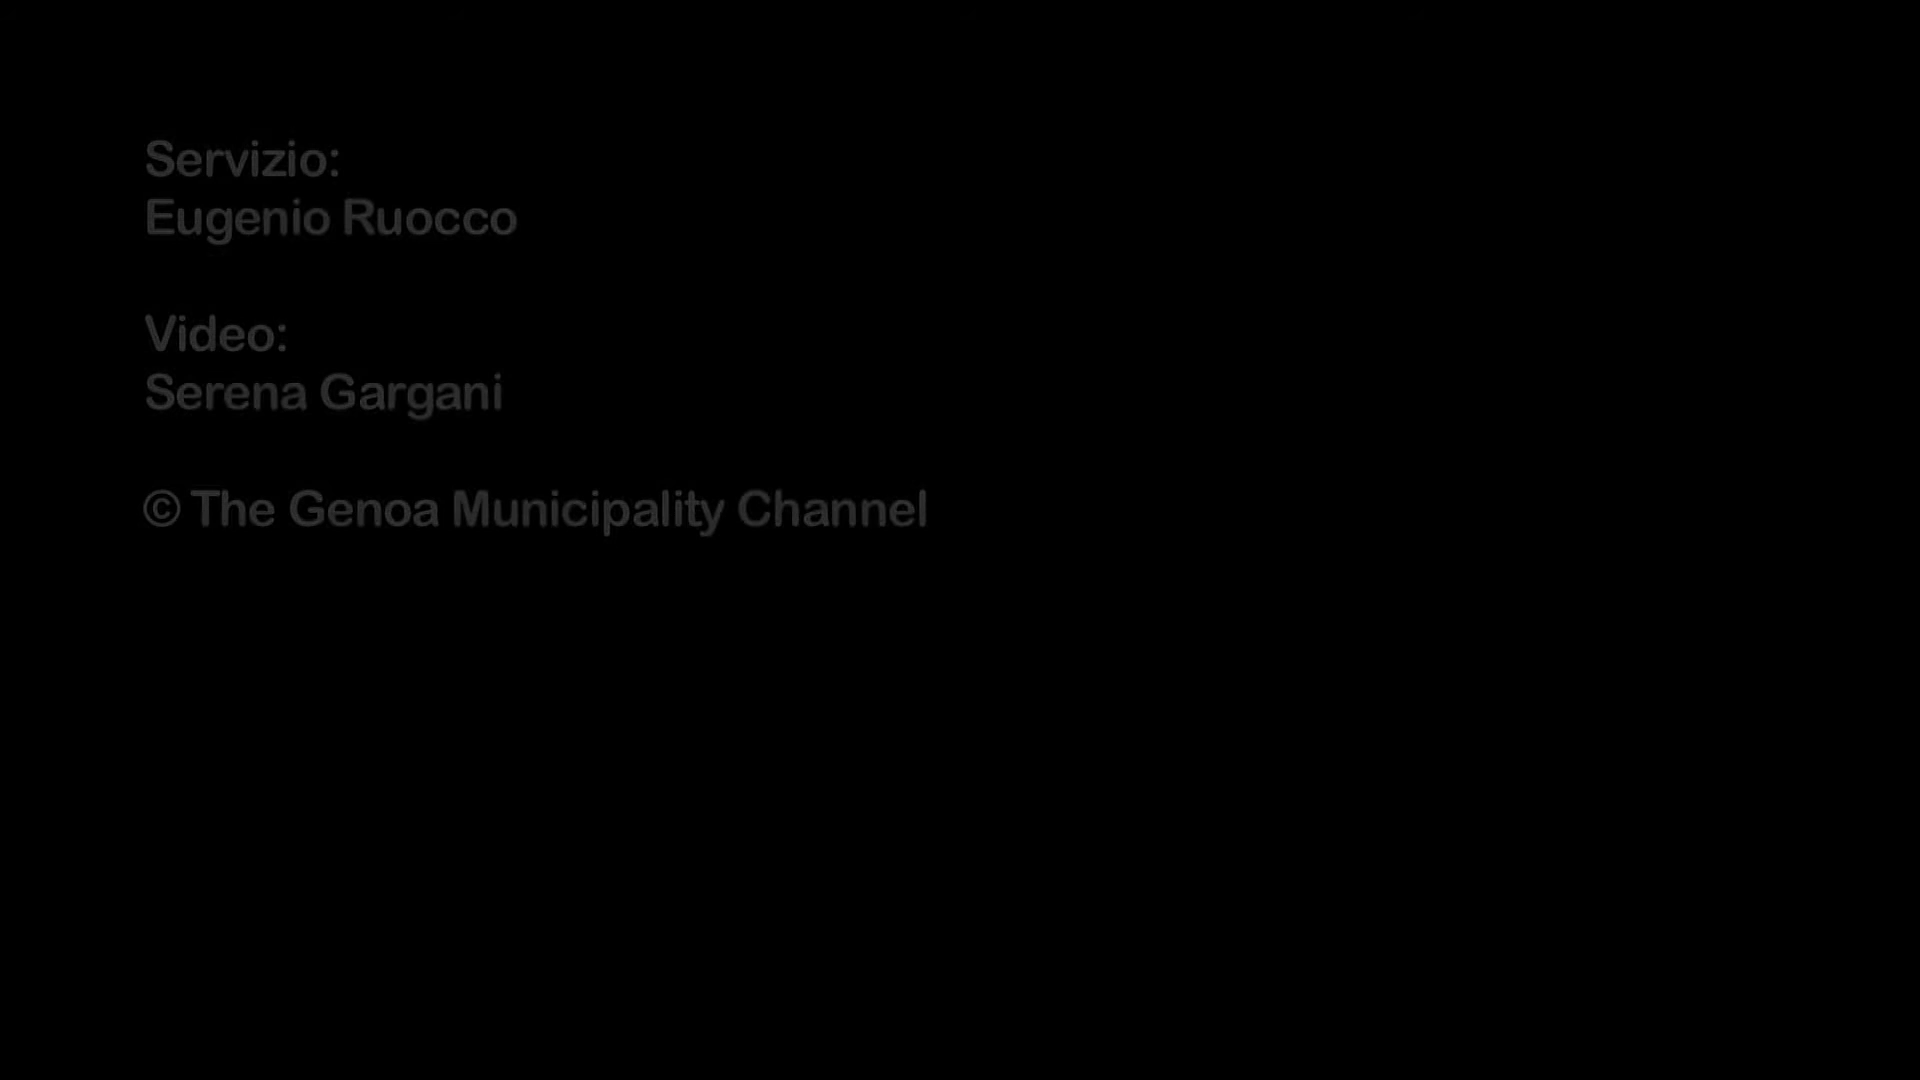 Servizio:
Eugenio Ruocco
Video:
Serena Gargani
© The Genoa Municipality Channel